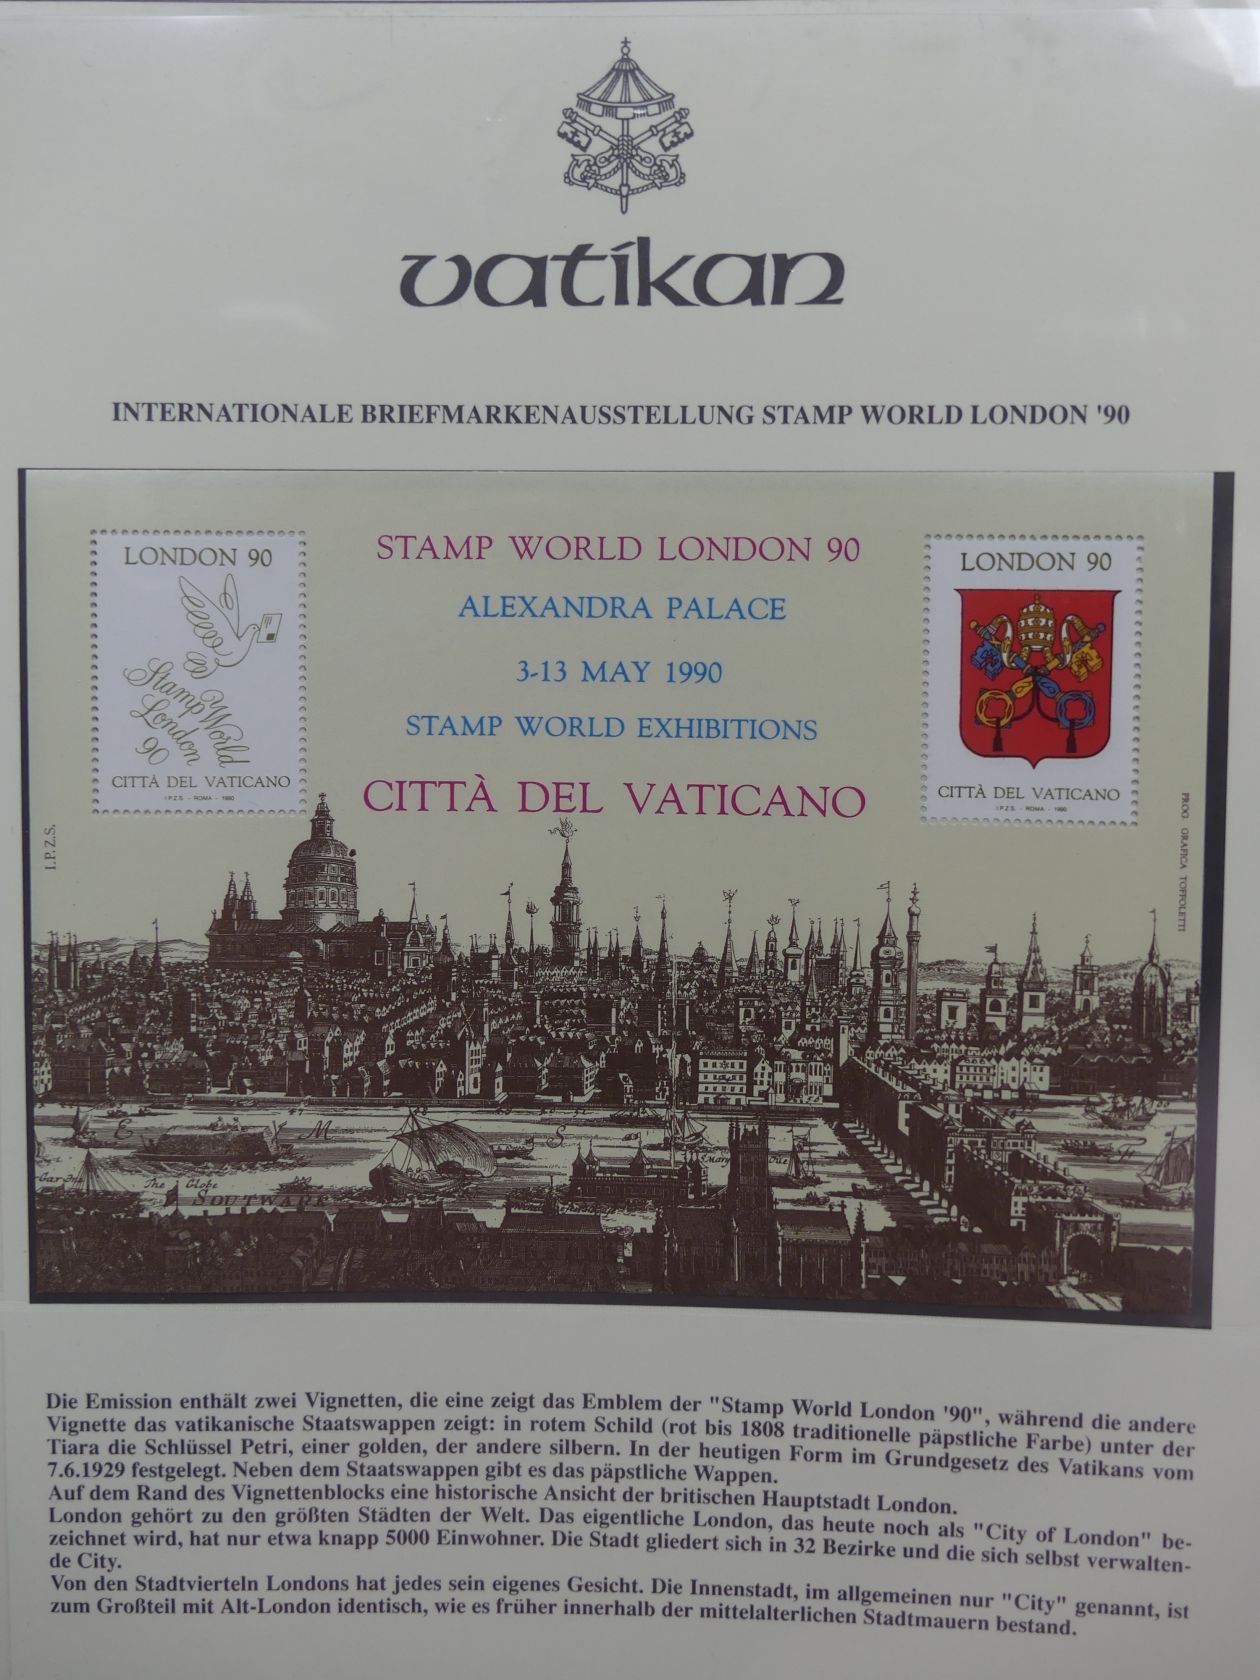 vatikan
INTERNATIONALE BRIEFMARKENAUSSTELLUNG STAMP WORLD LONDON '90
LONDON 90
Stamp World
London
90
CITTÀ DEL VATICANO
I.P.Z.S. - ROMA - 1990
STAMP WORLD LONDON 90
ALEXANDRA PALACE
3-13 MAY 1990
STAMP WORLD EXHIBITIONS
CITTÀ DEL VATICANO
LONDON 90
CITTÀ DEL VATICANO
I.P.Z.S. - ROMA - 1990
I.P.Z.S.
PROG GRAFICA TOFFOLETTI
The Globe
SOUTWARK
Die Emission enthält zwei Vignetten, die eine zeigt das Emblem der "Stamp World London '90", während die andere
Vignette das vatikanische Staatswappen zeigt: in rotem Schild (rot bis 1808 traditionelle päpstliche Farbe) unter der
Tiara die Schlüssel Petri, einer golden, der andere silbern. In der heutigen Form im Grundgesetz des Vatikans vom
7.6.1929 festgelegt. Neben dem Staatswappen gibt es das päpstliche Wappen.
Auf dem Rand des Vignettenblocks eine historische Ansicht der britischen Hauptstadt London.
London gehört zu den größten Städten der Welt. Das eigentliche London, das heute noch als "City of London" be-
zeichnet wird, hat nur etwa knapp 5000 Einwohner. Die Stadt gliedert sich in 32 Bezirke und die sich selbst verwalten-
de City.
Von den Stadtvierteln Londons hat jedes sein eigenes Gesicht. Die Innenstadt, im allgemeinen nur "City" genannt, ist
zum Großteil mit Alt-London identisch, wie es früher innerhalb der mittelalterlichen Stadtmauern bestand.